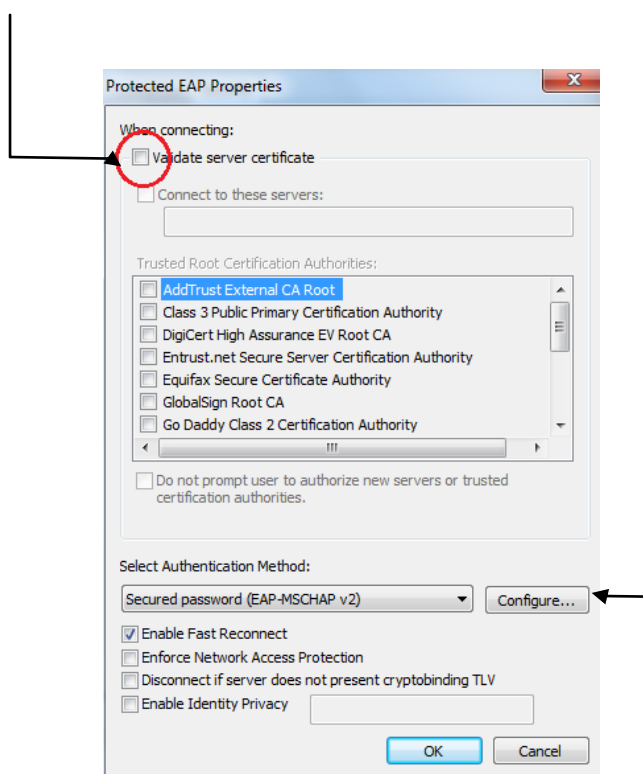 Protected EAP Properties
When connecting:
Validate server certificate
Connect to these servers:
Trusted Root Certification Authorities:
AddTrust External CA Root
Class 3 Public Primary Certification Authority
DigiCert High Assurance EV Root CA
Entrust.net Secure Server Certification Authority
Equifax Secure Certificate Authority
GlobalSign Root CA
Go Daddy Class 2 Certification Authority
Do not prompt user to authorize new servers or trusted
certification authorities.
Select Authentication Method:
Secured password (EAP-MSCHAP v2)
Configure...
Enable Fast Reconnect
Enforce Network Access Protection
Disconnect if server does not present cryptobinding TLV
Enable Identity Privacy
OK
Cancel